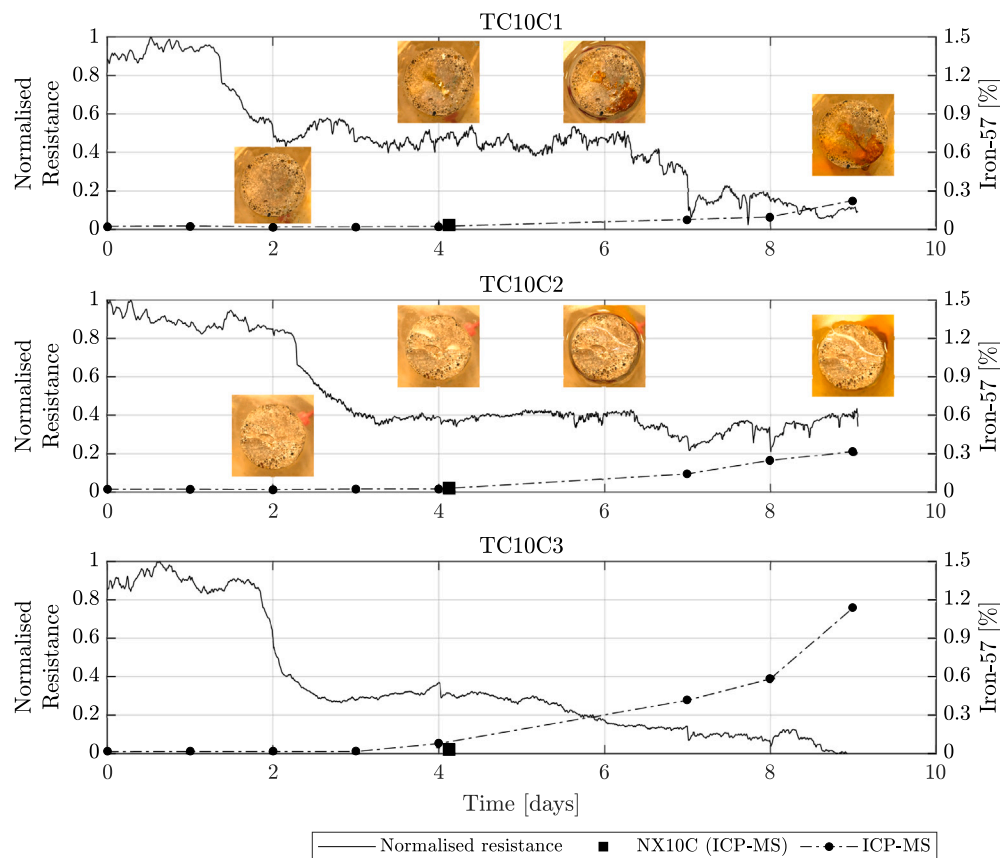 TC10C1
1
0.8
0.6
0.4
0.2
0
Normalised
Resistance
1.5
1.2
0.9
0.6
0.3
0
Iron-57 [%]
0 2 4 6 8 10
TC10C2
1
0.8
0.6
0.4
0.2
0
Normalised
Resistance
1.5
1.2
0.9
0.6
0.3
0
Iron-57 [%]
0 2 4 6 8 10
TC10C3
1
0.8
0.6
0.4
0.2
0
Normalised
Resistance
1.5
1.2
0.9
0.6
0.3
0
Iron-57 [%]
0 2 4 6 8 10
Time [days]
Normalised resistance NX10C (ICP-MS) ICP-MS